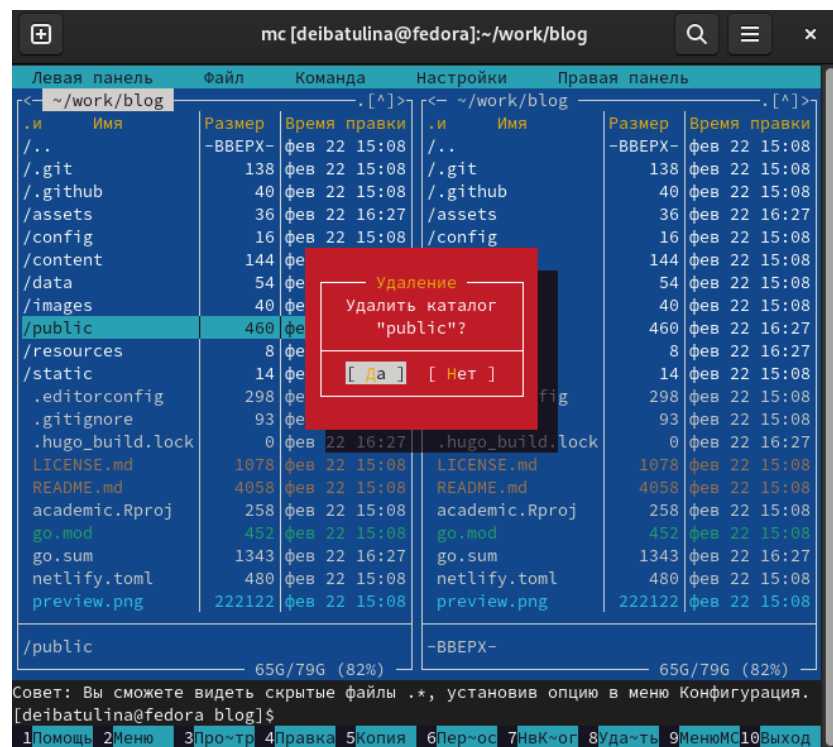 mc [deibatulina@fedora]:~/work/blog
Левая панель Файл Команда Настройки Правая панель
<─ ~/work/blog ─.[^]>┐┌<─ ~/work/blog ─.[^]>
.и Имя Размер Время правки .и Имя Размер Время правки
/.. -ВВЕРХ- фев 22 15:08 /.. -ВВЕРХ- фев 22 15:08
/.git 138 фев 22 15:08 /.git 138 фев 22 15:08
/.github 40 фев 22 15:08 /.github 40 фев 22 15:08
/assets 36 фев 22 16:27 /assets 36 фев 22 16:27
/config 16 фев 22 15:08 /config 16 фев 22 15:08
/content 144 фе 144 фев 22 15:08
/data 54 фе Удаление 54 фев 22 15:08
/images 40 фе Удалить каталог 40 фев 22 15:08
/public 460 фе "public"? 460 фев 22 16:27
/resources 8 фе 8 фев 22 16:27
/static 14 фе [ Да ] [ Нет ] 14 фев 22 15:08
.editorconfig 298 фе fig 298 фев 22 15:08
.gitignore 93 фе 93 фев 22 15:08
.hugo_build.lock 0 фев 22 16:27 .hugo_build.lock 0 фев 22 16:27
LICENSE.md 1078 фев 22 15:08 LICENSE.md 1078 фев 22 15:08
README.md 4058 фев 22 15:08 README.md 4058 фев 22 15:08
academic.Rproj 258 фев 22 15:08 academic.Rproj 258 фев 22 15:08
go.mod 452 фев 22 15:08 go.mod 452 фев 22 15:08
go.sum 1343 фев 22 16:27 go.sum 1343 фев 22 16:27
netlify.toml 480 фев 22 15:08 netlify.toml 480 фев 22 15:08
preview.png 222122 фев 22 15:08 preview.png 222122 фев 22 15:08
/public -ВВЕРХ-
65G/79G (82%) 65G/79G (82%)
Совет: Вы сможете видеть скрытые файлы .*, установив опцию в меню Конфигурация.
[deibatulina@fedora blog]$
1Помощь 2Меню 3Про~тр 4Правка 5Копия 6Пер~ос 7НвК~ог 8Уда~ть 9МенюМС10Выход